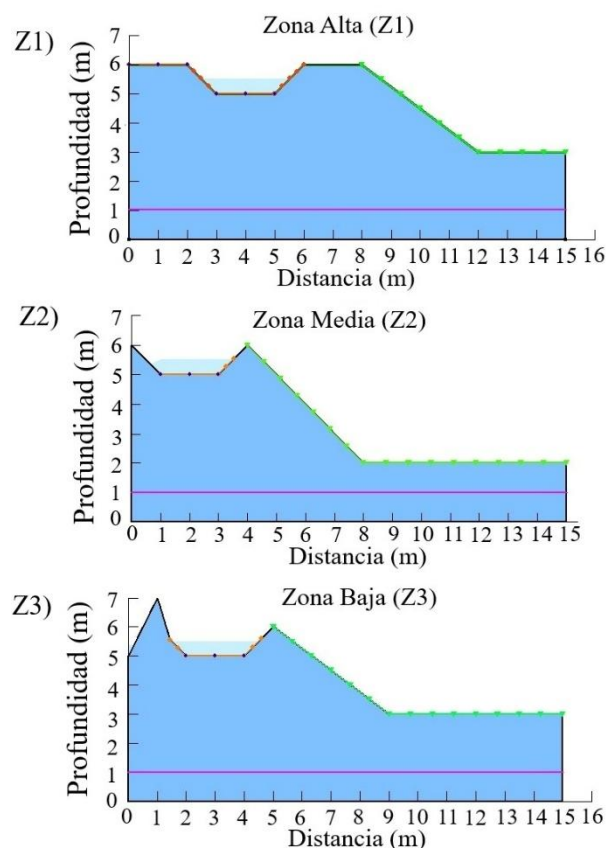 Z1)
Zona Alta (Z1)
Profundidad (m)
7
6
5
4
3
2
1
0
0 1 2 3 4 5 6 7 8 9 10 11 12 13 14 15 16
Distancia (m)
Z2)
Zona Media (Z2)
Profundidad (m)
7
6
5
4
3
2
1
0
0 1 2 3 4 5 6 7 8 9 10 11 12 13 14 15
Distancia (m)
Z3)
Zona Baja (Z3)
Profundidad (m)
7
6
5
4
3
2
1
0
0 1 2 3 4 5 6 7 8 9 10 11 12 13 14 15 16
Distancia (m)